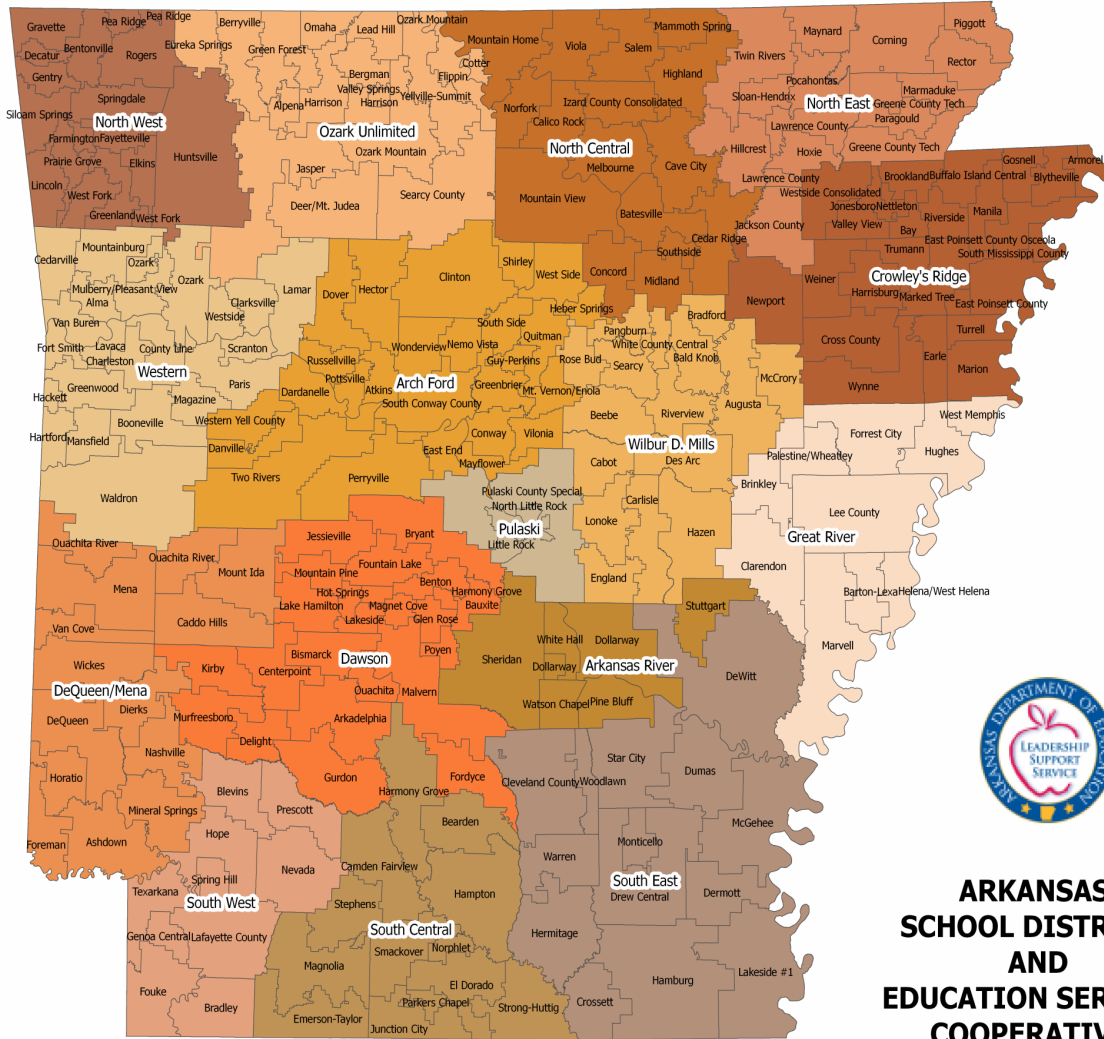 Gravette
Pea Ridge
Pea Ridge
Decatur
Bentonville
Rogers
Gentry
Springdale
Siloam Springs
North West
Farmington
Fayetteville
Prairie Grove
Elkins
Huntsville
Lincoln
West Fork
Greenland
West Fork
Eureka Springs
Berryville
Omaha
Lead Hill
Ozark Mountain
Green Forest
Cotter
Bergman
Flippin
Valley Springs
Alpena
Harrison
Harrison
Yellville-Summit
Ozark Unlimited
Ozark Mountain
Jasper
Deer/Mt. Judea
Searcy County
Mountain Home
Viola
Salem
Mammoth Spring
Highland
Norfork
Izard County Consolidated
Calico Rock
North Central
Melbourne
Cave City
Mountain View
Batesville
Cedar Ridge
Southside
Concord
Midland
Maynard
Piggott
Corning
Twin Rivers
Rector
Pocahontas
Sloan-Hendrix
Marmaduke
North East
Greene County Tech
Paragould
Lawrence County
Hillcrest
Hoxie
Greene County Tech
Lawrence County
Jackson County
Gosnell
Armorel
Brookland
Buffalo Island Central
Blytheville
Westside Consolidated
Jonesboro
Nettleton
Manila
Valley View
Bay
Riverside
Trumann
East Poinsett County
Osceola
South Mississippi County
Weiner
Crowley's Ridge
Harrisburg
Marked Tree
East Poinsett County
Newport
Turrell
Cross County
Earle
Marion
Wynne
Cedarville
Mountainburg
Ozark
Ozark
Mulberry/Pleasant View
Lamar
Alma
Clarksville
Van Buren
Westside
Fort Smith
Lavaca
County Line
Scranton
Charleston
Western
Greenwood
Paris
Hackett
Magazine
Booneville
Hartford
Mansfield
Waldron
Dover
Hector
Clinton
Shirley
West Side
Heber Springs
South Side
Quitman
Wonderview
Nemo Vista
Russellville
Guy-Perkins
Pottsville
Arch Ford
Greenbrier
Mt. Vernon/Enola
Dardanelle
Atkins
South Conway County
Western Yell County
Danville
Conway
Vilonia
East End
Mayflower
Two Rivers
Perryville
Bradford
Pangburn
White County Central
Rose Bud
Bald Knob
Searcy
McCrory
Augusta
Beebe
Riverview
Wilbur D. Mills
Cabot
Des Arc
Carlisle
Lonoke
Hazen
England
Pulaski County Special
North Little Rock
Pulaski
Little Rock
West Memphis
Forrest City
Palestine/Wheatley
Hughes
Brinkley
Lee County
Great River
Clarendon
Barton-Lexa
Helena/West Helena
Marvell
Ouachita River
Ouachita River
Mount Ida
Mena
Caddo Hills
Van Cove
Wickes
DeQueen/Mena
Dierks
DeQueen
Nashville
Horatio
Mineral Springs
Foreman
Ashdown
Jessieville
Bryant
Fountain Lake
Mountain Pine
Benton
Hot Springs
Harmony Grove
Lake Hamilton
Magnet Cove
Bauxite
Lakeside
Glen Rose
Poyen
Bismarck
Dawson
Kirby
Centerpoint
Ouachita
Malvern
Murfreesboro
Arkadelphia
Delight
Gurdon
Fordyce
Stuttgart
White Hall
Dollarway
Sheridan
Dollarway
Arkansas River
Watson Chapel
Pine Bluff
DeWitt
Star City
Cleveland County
Woodlawn
Dumas
McGehee
Monticello
Warren
South East
Drew Central
Dermott
Hermitage
Hamburg
Lakeside #1
Crossett
Blevins
Prescott
Hope
Nevada
Spring Hill
Texarkana
South West
Genoa Central
Lafayette County
Fouke
Bradley
Harmony Grove
Bearden
Camden Fairview
Hampton
Stephens
South Central
Smackover
Norphlet
Magnolia
El Dorado
Parkers Chapel
Strong-Huttig
Emerson-Taylor
Junction City
ARKANSAS DEPARTMENT OF EDUCATION
LEADERSHIP
SUPPORT
SERVICE
ARKANSAS
SCHOOL DISTR
AND
EDUCATION SER
COOPERATIV